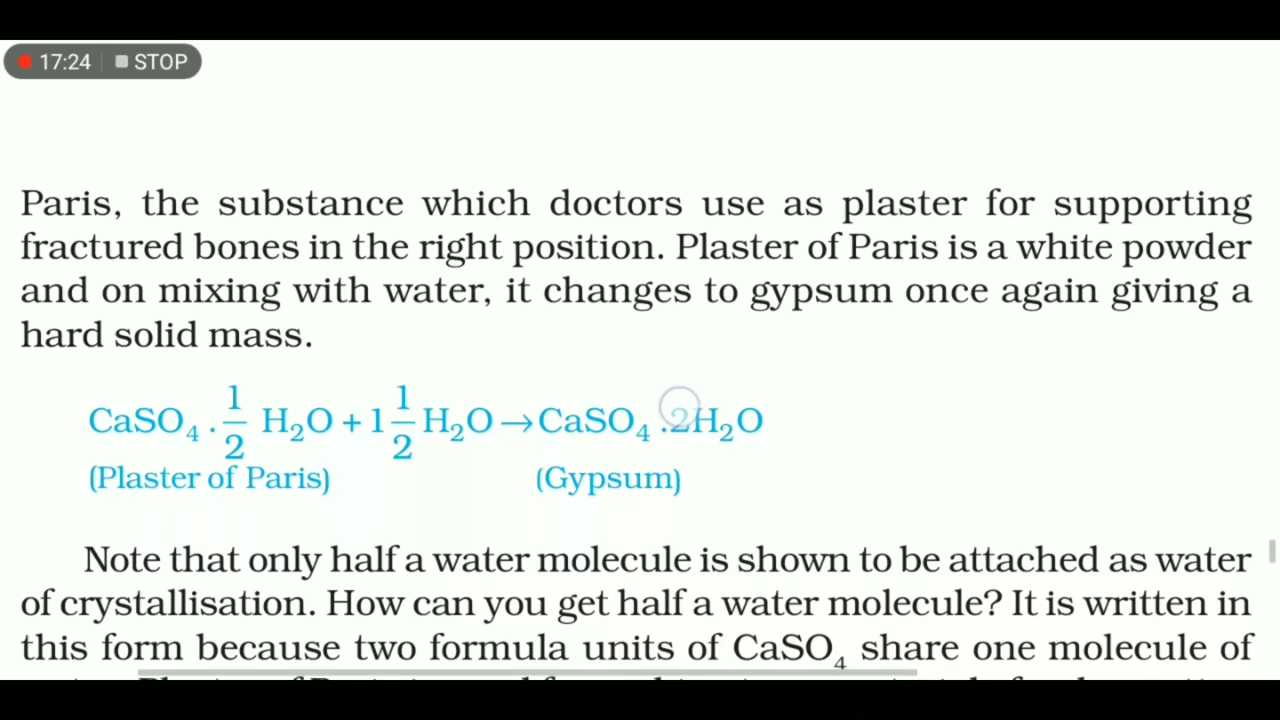 17:24 STOP
Paris, the substance which doctors use as plaster for supporting
fractured bones in the right position. Plaster of Paris is a white powder
and on mixing with water, it changes to gypsum once again giving a
hard solid mass.
CaSO₄ . 1/2 H₂O + 1 1/2 H₂O → CaSO₄ .2H₂O
(Plaster of Paris) (Gypsum)
Note that only half a water molecule is shown to be attached as water
of crystallisation. How can you get half a water molecule? It is written in
this form because two formula units of CaSO₄ share one molecule of